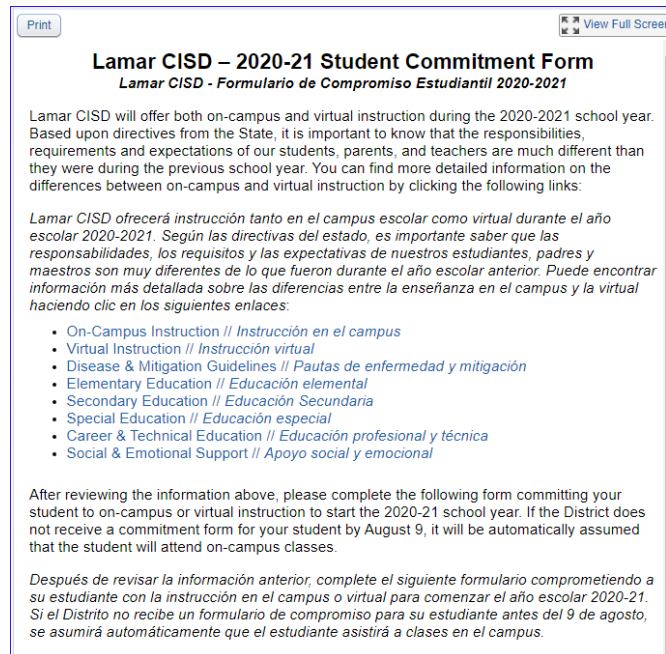 Print
View Full Screen
Lamar CISD – 2020-21 Student Commitment Form
Lamar CISD - Formulario de Compromiso Estudiantil 2020-2021
Lamar CISD will offer both on-campus and virtual instruction during the 2020-2021 school year.
Based upon directives from the State, it is important to know that the responsibilities,
requirements and expectations of our students, parents, and teachers are much different than
they were during the previous school year. You can find more detailed information on the
differences between on-campus and virtual instruction by clicking the following links:
Lamar CISD ofrecerá instrucción tanto en el campus escolar como virtual durante el año
escolar 2020-2021. Según las directivas del estado, es importante saber que las
responsabilidades, los requisitos y las expectativas de nuestros estudiantes, padres y
maestros son muy diferentes de lo que fueron durante el año escolar anterior. Puede encontrar
información más detallada sobre las diferencias entre la enseñanza en el campus y la virtual
haciendo clic en los siguientes enlaces:
• On-Campus Instruction // Instrucción en el campus
• Virtual Instruction // Instrucción virtual
• Disease & Mitigation Guidelines // Pautas de enfermedad y mitigación
• Elementary Education // Educación elemental
• Secondary Education // Educación Secundaria
• Special Education // Educación especial
• Career & Technical Education // Educación profesional y técnica
• Social & Emotional Support // Apoyo social y emocional
After reviewing the information above, please complete the following form committing your
student to on-campus or virtual instruction to start the 2020-21 school year. If the District does
not receive a commitment form for your student by August 9, it will be automatically assumed
that the student will attend on-campus classes.
Después de revisar la información anterior, complete el siguiente formulario comprometiendo a
su estudiante con la instrucción en el campus o virtual para comenzar el año escolar 2020-21.
Si el Distrito no recibe un formulario de compromiso para su estudiante antes del 9 de agosto,
se asumirá automáticamente que el estudiante asistirá a clases en el campus.